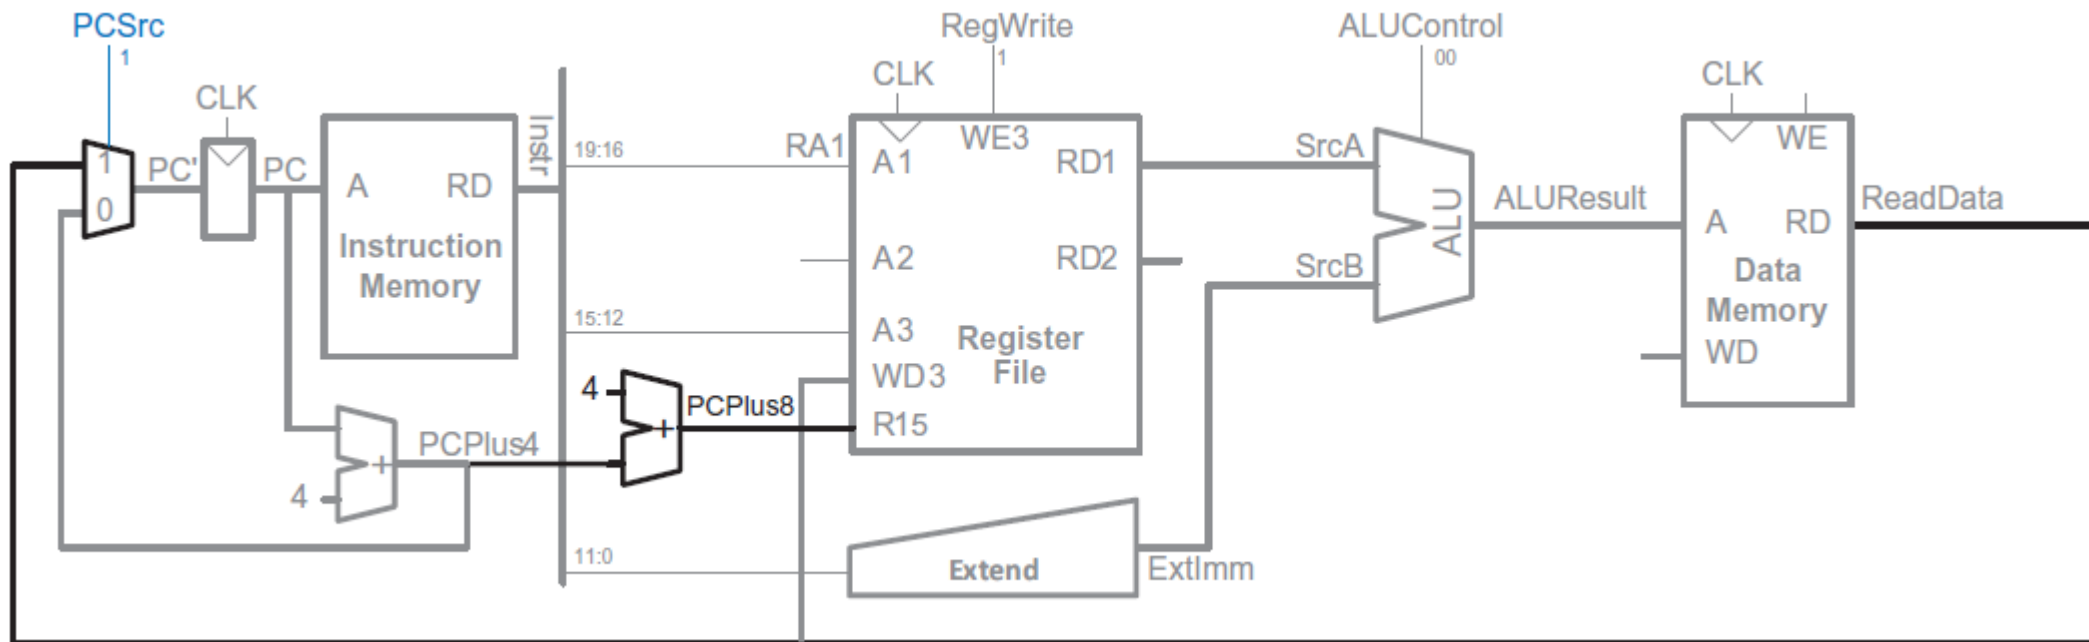 PCSrc
1
CLK
1
0
PC'
PC
A RD
Instruction
Memory
Instr
4
+
PCPlus4
19:16
15:12
11:0
4
+
PCPlus8
RegWrite
1
CLK
WE3
RA1
A1 RD1
A2 RD2
A3
WD3
R15
Register
File
Extend
ExtImm
ALUControl
00
SrcA
SrcB
ALU
ALUResult
CLK
WE
A RD
Data
Memory
WD
ReadData